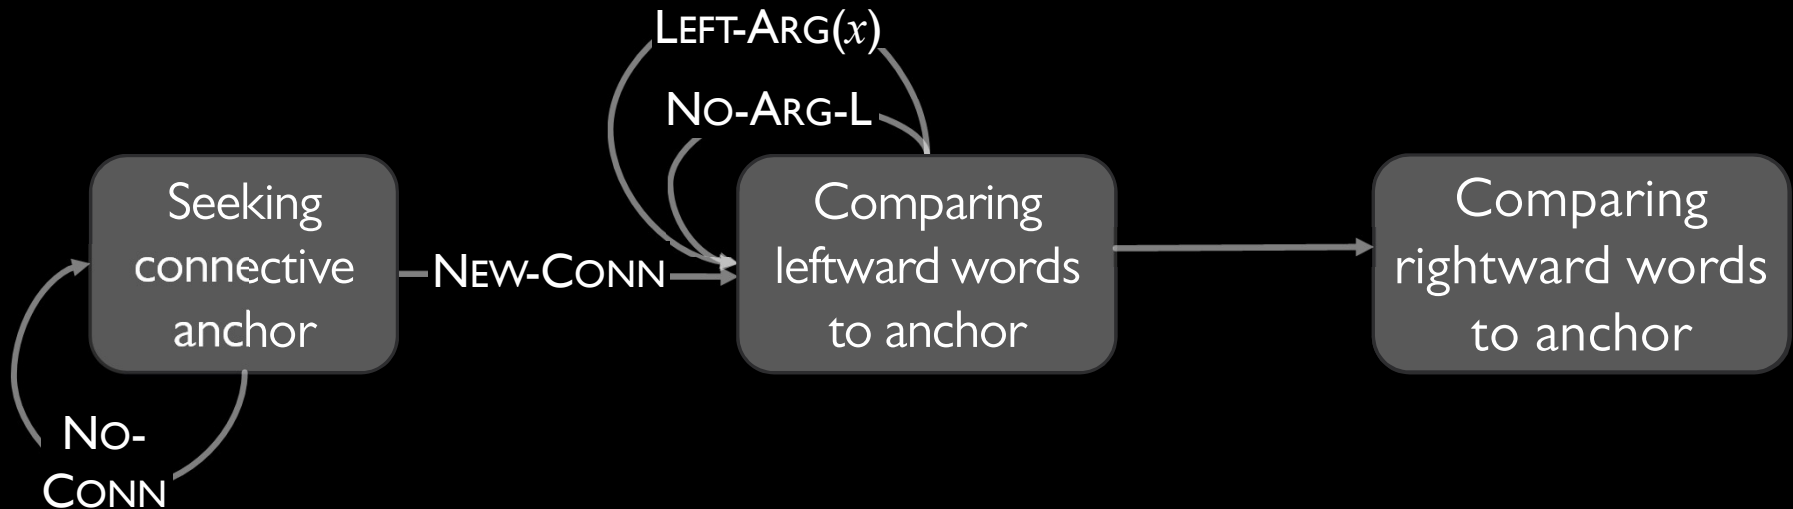 LEFT-ARG(x)
NO-ARG-L
Seeking
connective
anchor
NEW-CONN
Comparing
leftward words
to anchor
Comparing
rightward words
to anchor
NO-
CONN